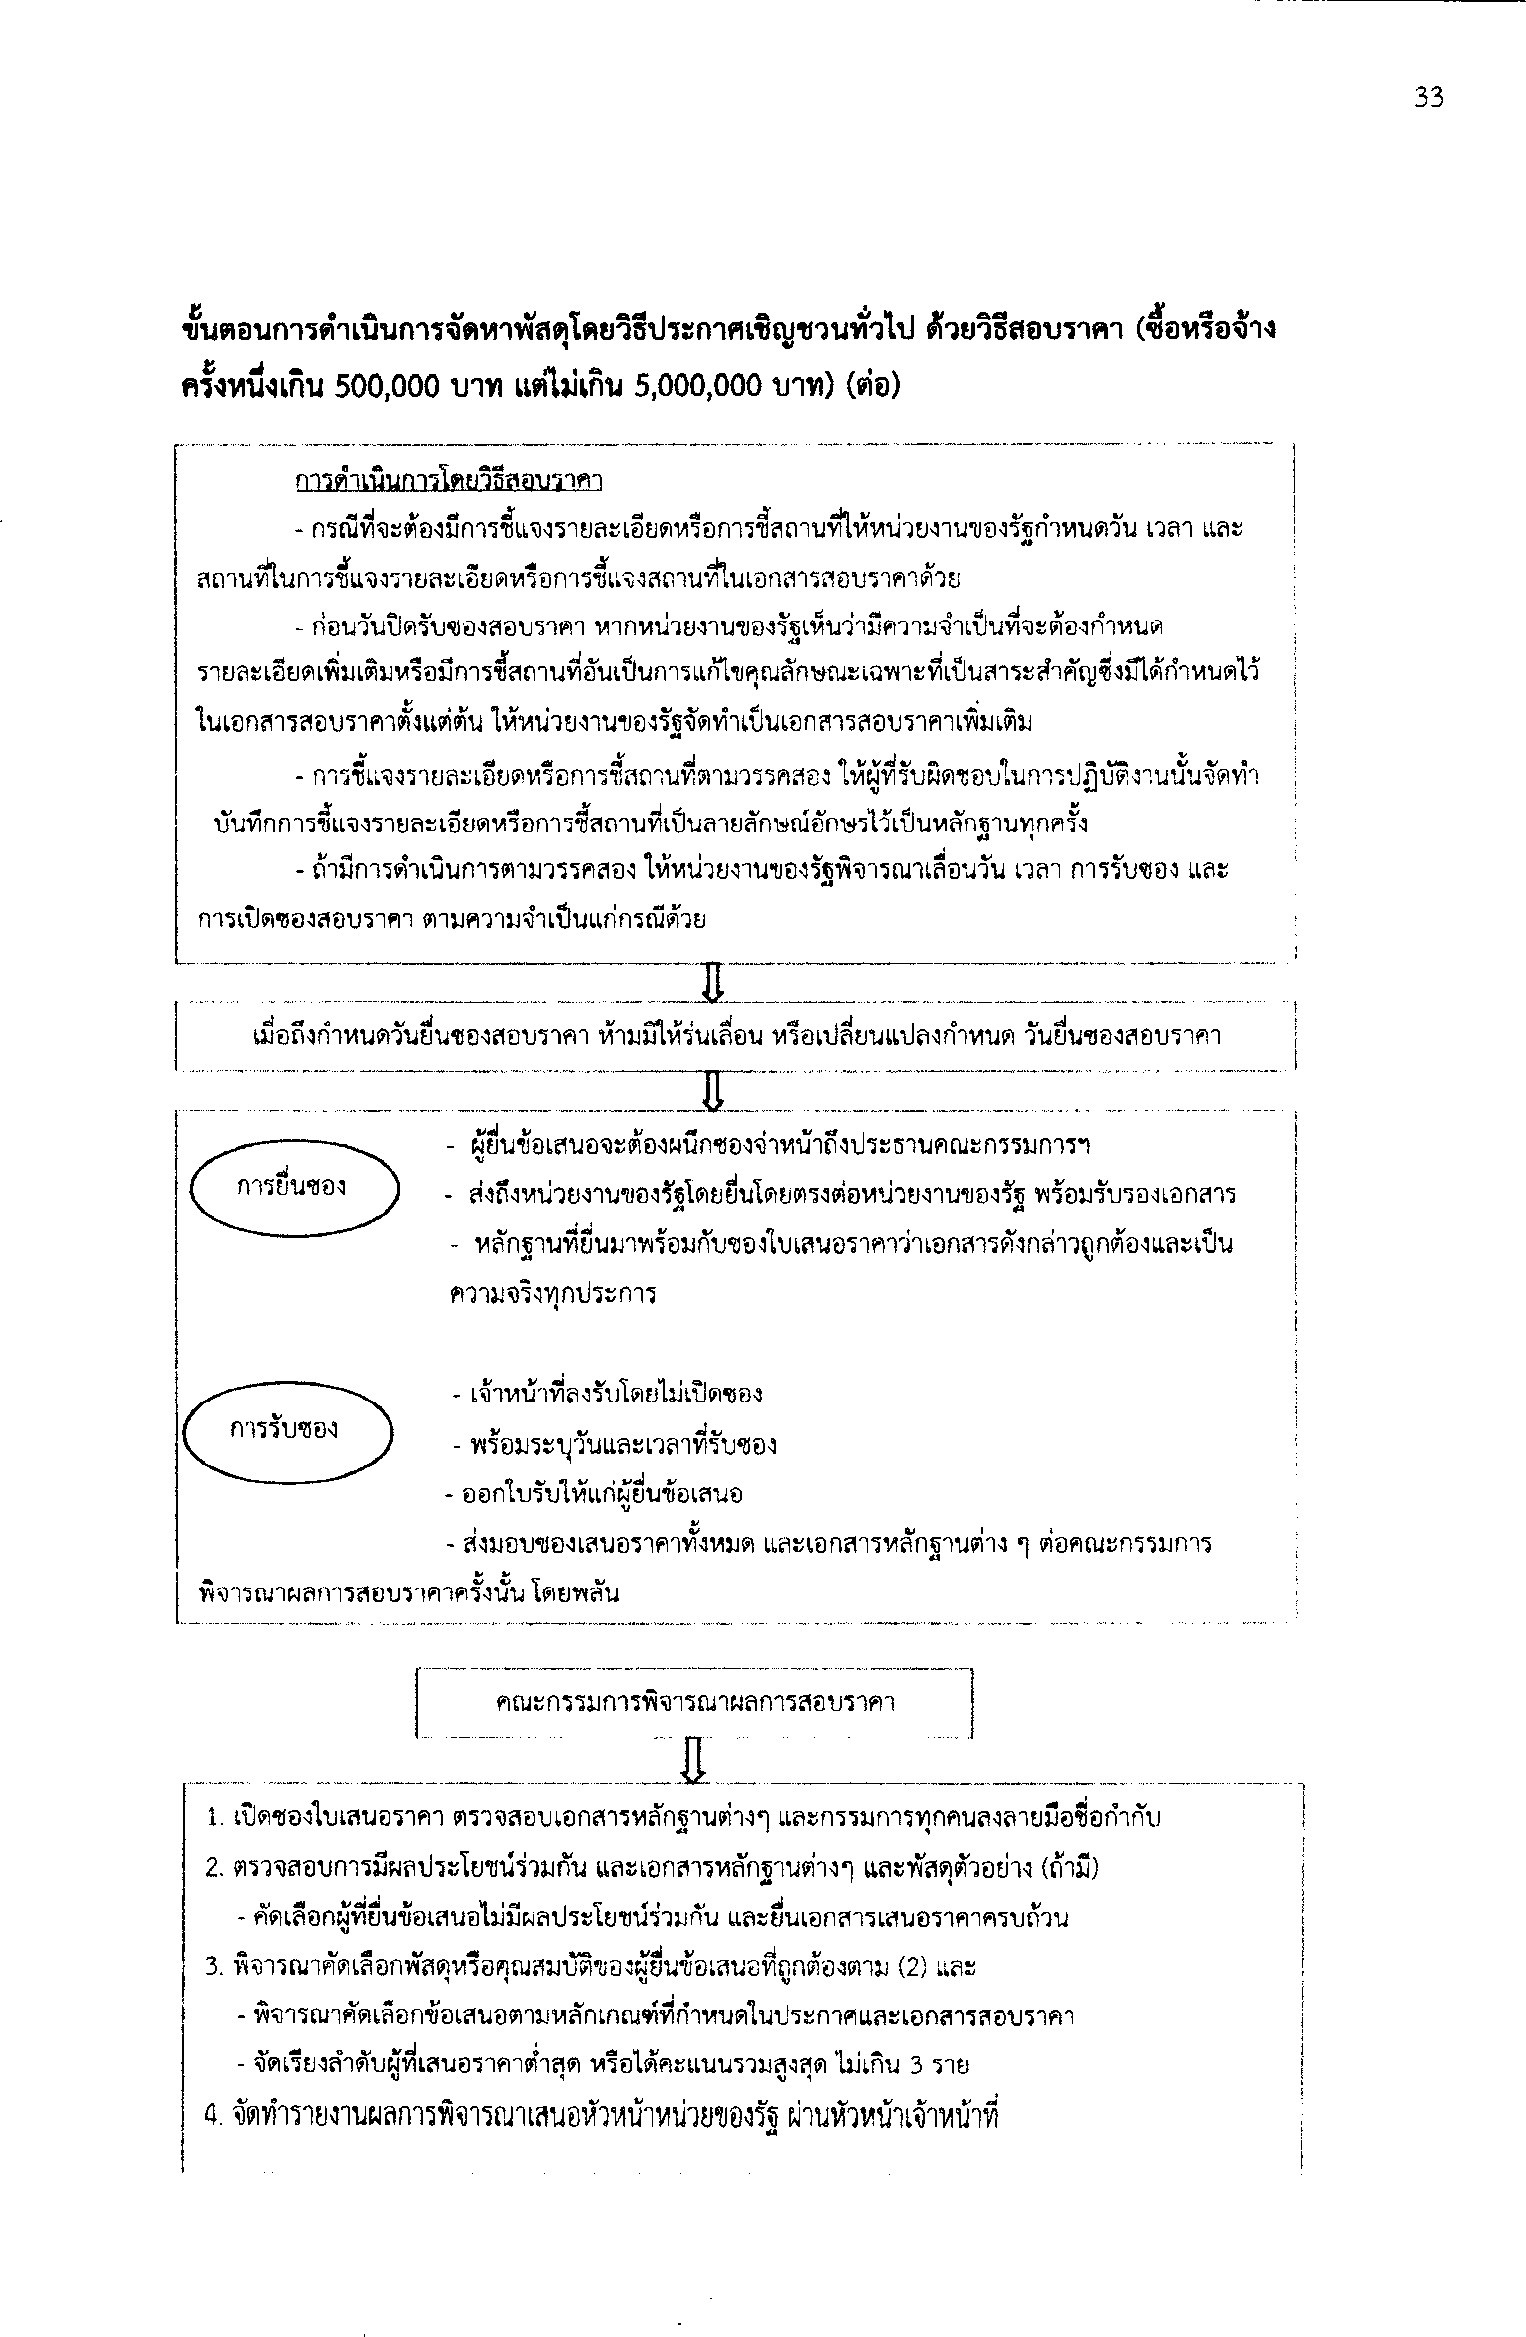 33
ขั้นตอนการดำเนินการจัดหาพัสดุโดยวิธีประกาศเชิญชวนทั่วไป ด้วยวิธีสอบราคา (ซื้อหรือจ้าง
ครั้งหนึ่งเกิน 500,000 บาท แต่ไม่เกิน 5,000,000 บาท) (ต่อ)
การดำเนินการโดยวิธีสอบราคา
- กรณีที่จะต้องมีการชี้แจงรายละเอียดหรือการชี้สถานที่ให้หน่วยงานของรัฐกำหนดวัน เวลา และ
สถานที่ในการชี้แจงรายละเอียดหรือการชี้แจงสถานที่ในเอกสารสอบราคาด้วย
- ก่อนวันปิดรับซองสอบราคา หากหน่วยงานของรัฐเห็นว่ามีความจำเป็นที่จะต้องกำหนด
รายละเอียดเพิ่มเติมหรือมีการชี้สถานที่อันเป็นการแก้ไขคุณลักษณะเฉพาะที่เป็นสาระสำคัญซึ่งมิได้กำหนดไว้
ในเอกสารสอบราคาตั้งแต่ต้น ให้หน่วยงานของรัฐจัดทำเป็นเอกสารสอบราคาเพิ่มเติม
- การชี้แจงรายละเอียดหรือการชี้สถานที่ตามวรรคสอง ให้ผู้ที่รับผิดชอบในการปฏิบัติงานนั้นจัดทำ
บันทึกการชี้แจงรายละเอียดหรือการชี้สถานที่เป็นลายลักษณ์อักษรไว้เป็นหลักฐานทุกครั้ง
- ถ้ามีการดำเนินการตามวรรคสอง ให้หน่วยงานของรัฐพิจารณาเลื่อนวัน เวลา การรับซอง และ
การเปิดซองสอบราคา ตามความจำเป็นแก่กรณีด้วย
เมื่อถึงกำหนดวันยื่นซองสอบราคา ห้ามมิให้ร่นเลื่อน หรือเปลี่ยนแปลงกำหนด วันยื่นซองสอบราคา
การยื่นซอง
- ผู้ยื่นข้อเสนอจะต้องผนึกซองจ่าหน้าถึงประธานคณะกรรมการฯ
- ส่งถึงหน่วยงานของรัฐโดยยื่นโดยตรงต่อหน่วยงานของรัฐ พร้อมรับรองเอกสาร
- หลักฐานที่ยื่นมาพร้อมกับซองใบเสนอราคาว่าเอกสารดังกล่าวถูกต้องและเป็น
ความจริงทุกประการ
การรับซอง
- เจ้าหน้าที่ลงรับโดยไม่เปิดซอง
- พร้อมระบุวันและเวลาที่รับซอง
- ออกใบรับให้แก่ผู้ยื่นข้อเสนอ
- ส่งมอบซองเสนอราคาทั้งหมด และเอกสารหลักฐานต่าง ๆ ต่อคณะกรรมการ
พิจารณาผลการสอบราคาครั้งนั้น โดยพลัน
คณะกรรมการพิจารณาผลการสอบราคา
1. เปิดซองใบเสนอราคา ตรวจสอบเอกสารหลักฐานต่างๆ และกรรมการทุกคนลงลายมือชื่อกำกับ
2. ตรวจสอบการมีผลประโยชน์ร่วมกัน และเอกสารหลักฐานต่างๆ และพัสดุตัวอย่าง (ถ้ามี)
- คัดเลือกผู้ที่ยื่นข้อเสนอไม่มีผลประโยชน์ร่วมกัน และยื่นเอกสารเสนอราคาครบถ้วน
3. พิจารณาคัดเลือกพัสดุหรือคุณสมบัติของผู้ยื่นข้อเสนอที่ถูกต้องตาม (2) และ
- พิจารณาคัดเลือกข้อเสนอตามหลักเกณฑ์ที่กำหนดในประกาศและเอกสารสอบราคา
- จัดเรียงลำดับผู้ที่เสนอราคาต่ำสุด หรือได้คะแนนรวมสูงสุด ไม่เกิน 3 ราย
4. จัดทำรายงานผลการพิจารณาเสนอหัวหน้าหน่วยของรัฐ ผ่านหัวหน้าเจ้าหน้าที่